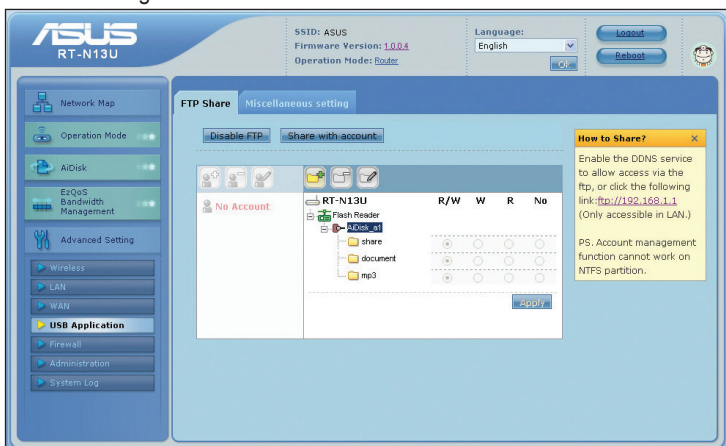 ASUS
RT-N13U
SSID: ASUS
Firmware Version: 1.0.0.4
Operation Mode: Router
Language:
English
OK
Logout
Reboot
Network Map
Operation Mode
AiDisk
EzQoS
Bandwidth
Management
Advanced Setting
Wireless
LAN
WAN
USB Application
Firewall
Administration
System Log
FTP Share
Miscellaneous setting
Disable FTP
Share with account
No Account
RT-N13U R/W W R No
Flash Reader
AiDisk_a1
share
document
mp3
Apply
How to Share? ×
Enable the DDNS service
to allow access via the
ftp, or click the following
link:ftp://192.168.1.1
(Only accessible in LAN.)
PS. Account management
function cannot work on
NTFS partition.